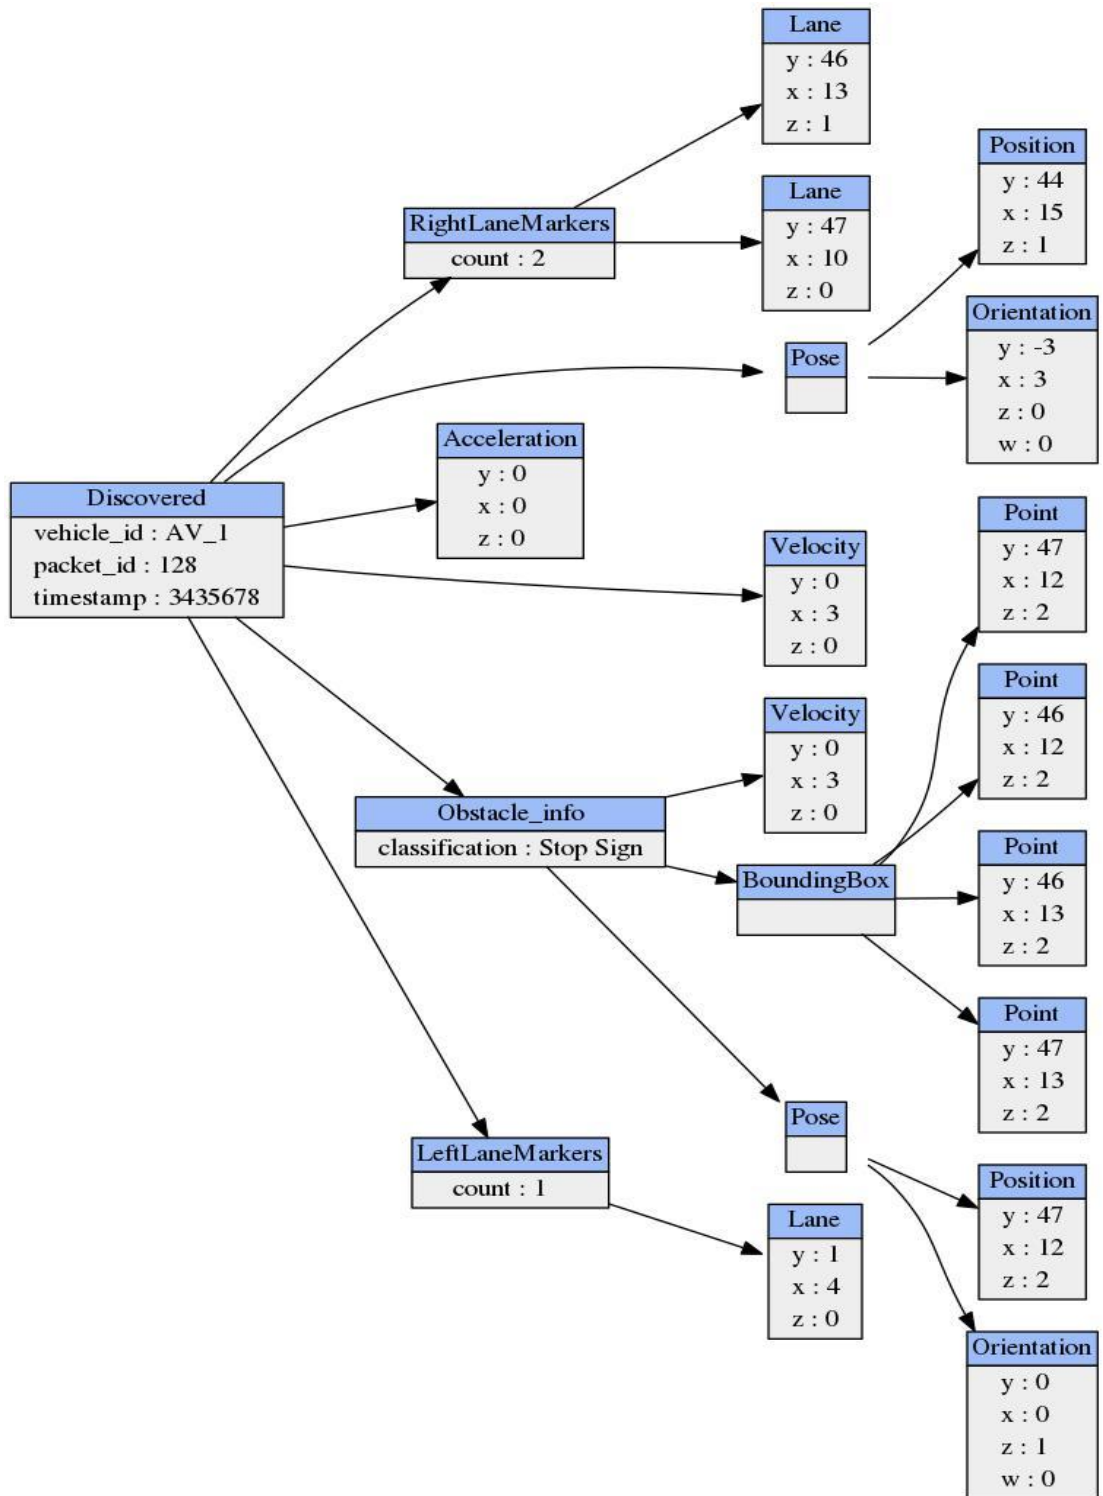 Lane
y : 46
x : 13
z : 1
Position
y : 44
x : 15
z : 1
Lane
y : 47
x : 10
z : 0
RightLaneMarkers
count : 2
Orientation
y : -3
x : 3
z : 0
w : 0
Pose
Acceleration
y : 0
x : 0
z : 0
Discovered
vehicle_id : AV_1
packet_id : 128
timestamp : 3435678
Point
y : 47
x : 12
z : 2
Velocity
y : 0
x : 3
z : 0
Point
y : 46
x : 12
z : 2
Velocity
y : 0
x : 3
z : 0
Obstacle_info
classification : Stop Sign
Point
y : 46
x : 13
z : 2
BoundingBox
Point
y : 47
x : 13
z : 2
Pose
LeftLaneMarkers
count : 1
Position
y : 47
x : 12
z : 2
Lane
y : 1
x : 4
z : 0
Orientation
y : 0
x : 0
z : 1
w : 0